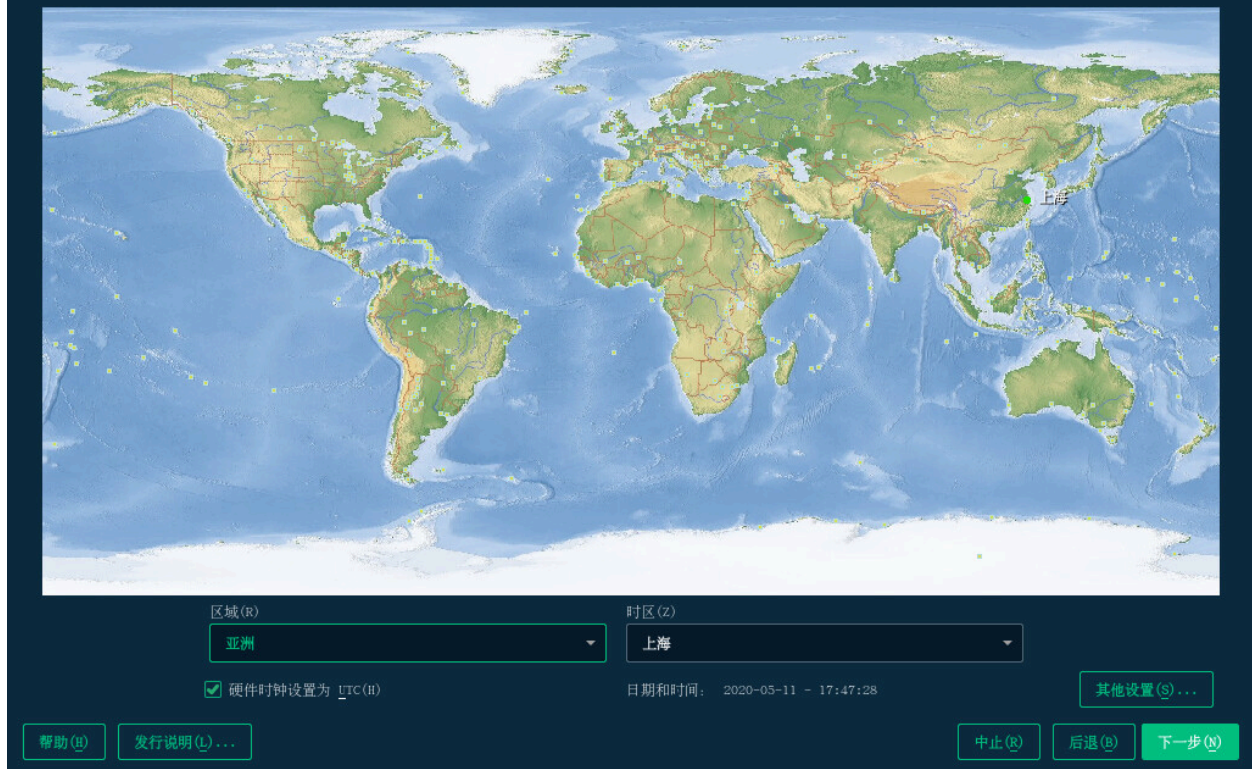 上海
区域(R)
时区(Z)
亚洲
上海
硬件时钟设置为 UTC(H)
日期和时间： 2020-05-11 - 17:47:28
其他设置(S)...
帮助(H)
发行说明(L)...
中止(R)
后退(B)
下一步(N)